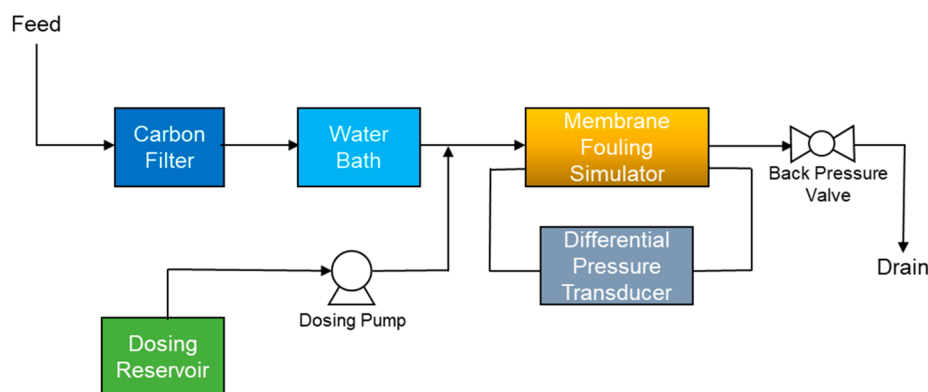 Feed
Carbon
Filter
Water
Bath
Membrane
Fouling
Simulator
Back Pressure
Valve
Differential
Pressure
Transducer
Drain
Dosing Pump
Dosing
Reservoir